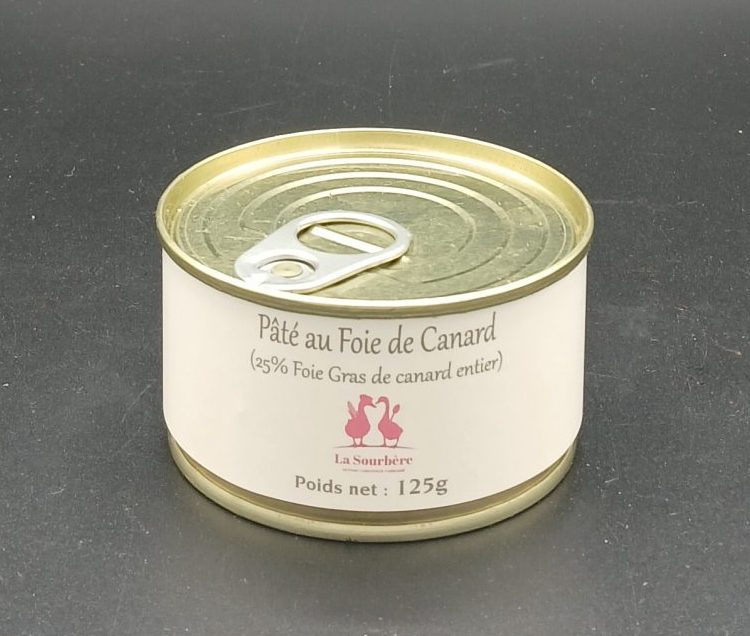 Pâté au Foie de Canard
(25% Foie Gras de canard entier)
La Sourbère
Poids net : 125g